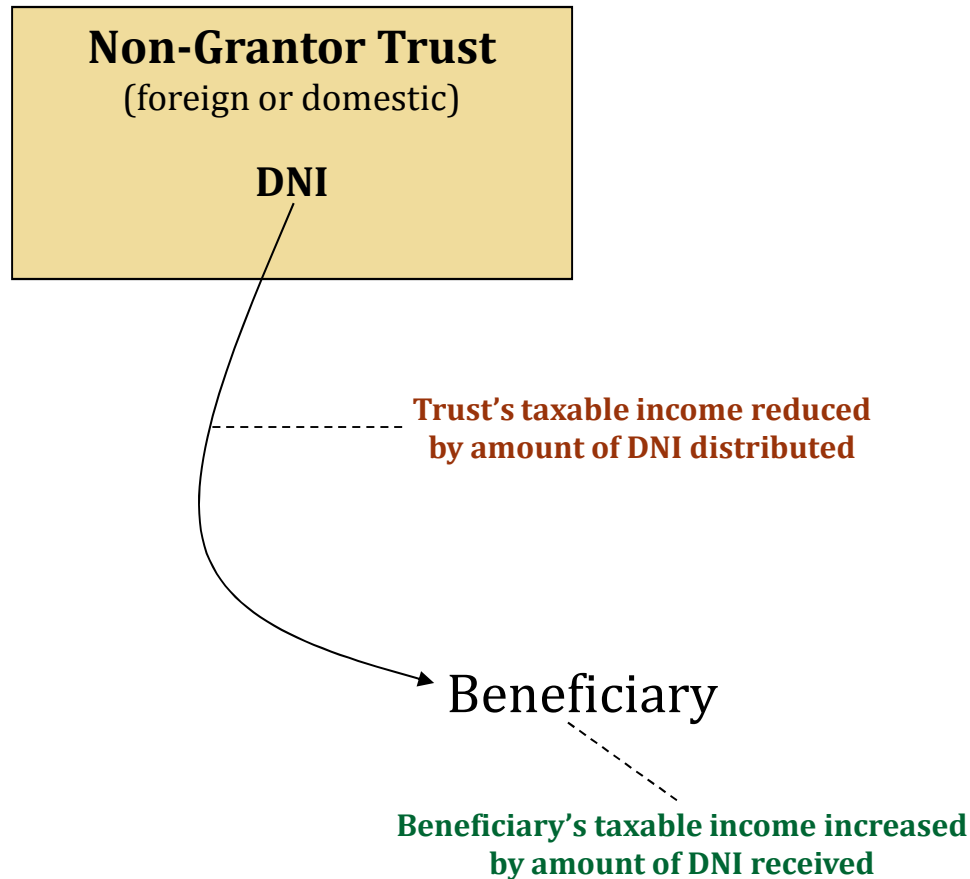 Non-Grantor Trust
(foreign or domestic)
DNI
Trust’s taxable income reduced
by amount of DNI distributed
Beneficiary
Beneficiary’s taxable income increased
by amount of DNI received